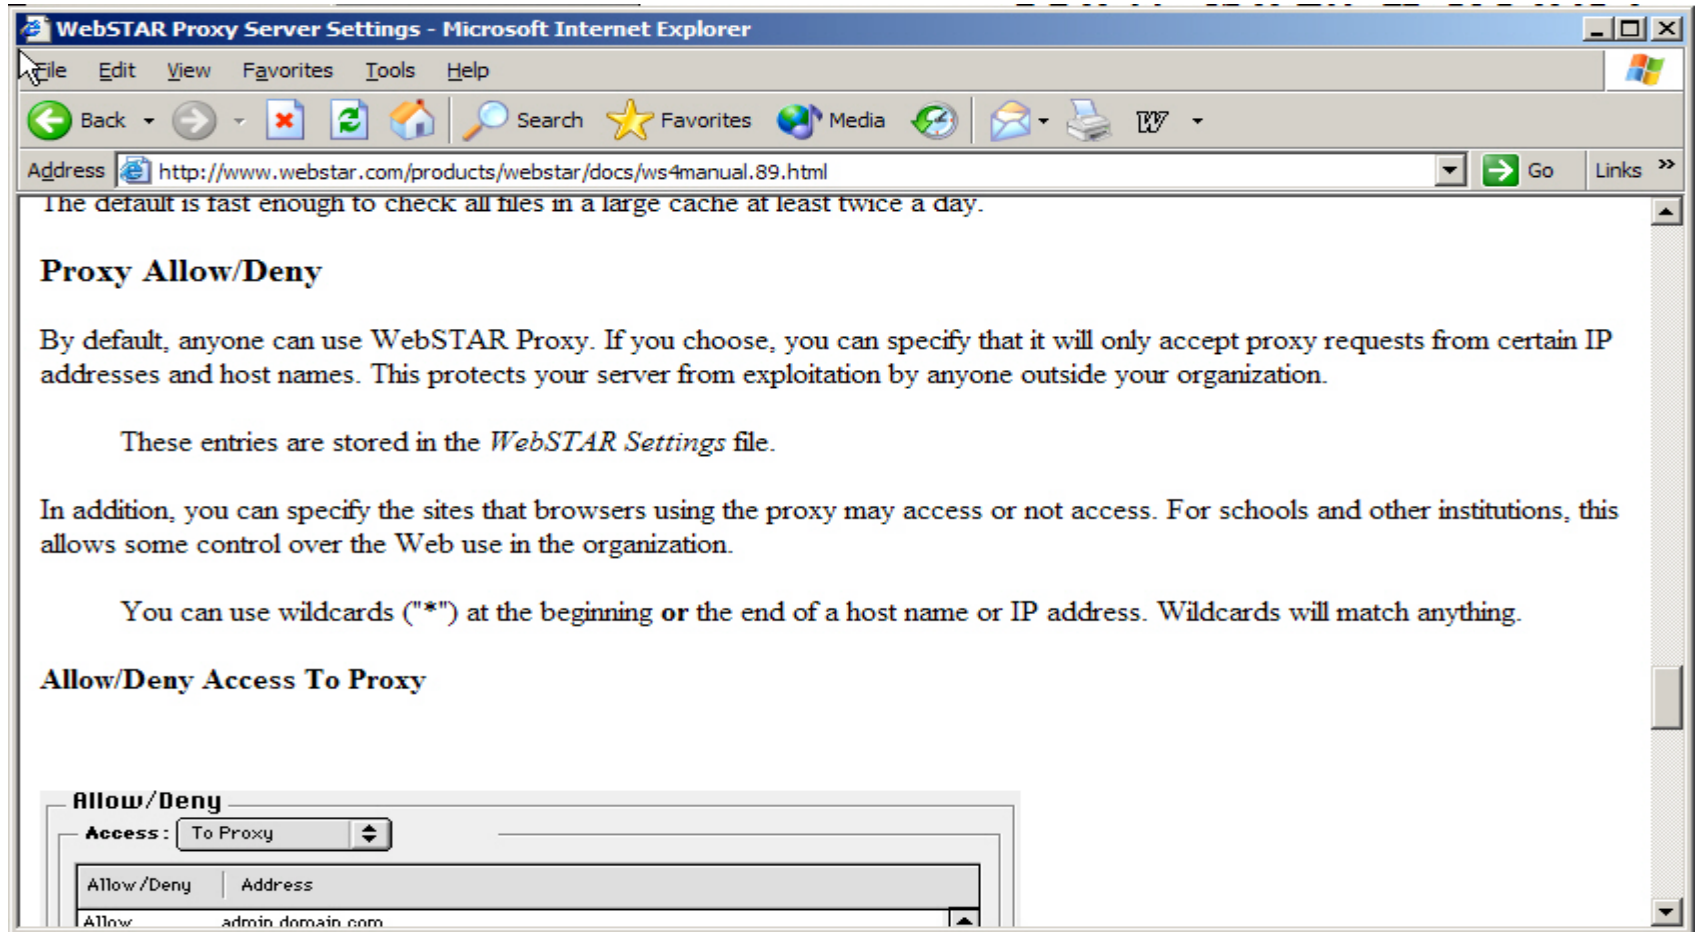 WebSTAR Proxy Server Settings - Microsoft Internet Explorer
File Edit View Favorites Tools Help
Back Search Favorites Media W
Address http://www.webstar.com/products/webstar/docs/ws4manual.89.html Go Links »
The default is fast enough to check all files in a large cache at least twice a day.
Proxy Allow/Deny
By default, anyone can use WebSTAR Proxy. If you choose, you can specify that it will only accept proxy requests from certain IP
addresses and host names. This protects your server from exploitation by anyone outside your organization.
These entries are stored in the WebSTAR Settings file.
In addition, you can specify the sites that browsers using the proxy may access or not access. For schools and other institutions, this
allows some control over the Web use in the organization.
You can use wildcards ("*") at the beginning or the end of a host name or IP address. Wildcards will match anything.
Allow/Deny Access To Proxy
Allow/Deny
Access: To Proxy
Allow/Deny Address
Allow admin.domain.com